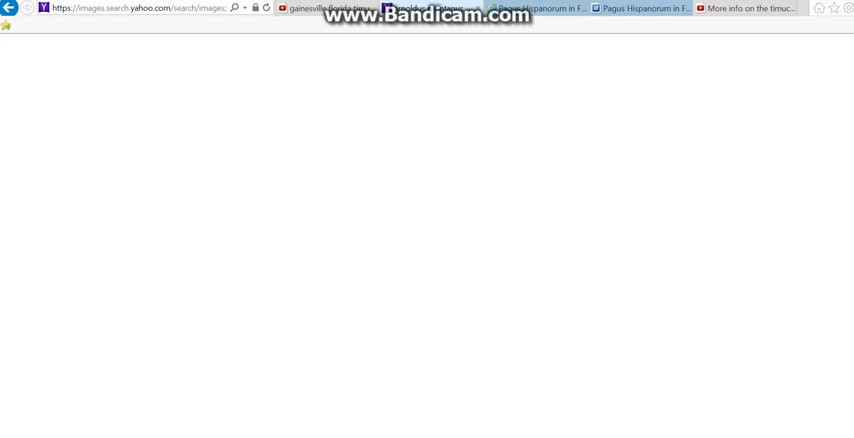 www.Bandicam.com
https://images.search.yahoo.com/search/images;
gainesville florida timu...
Pagus Hispanorum in F...
Pagus Hispanorum in F...
More info on the timuc...